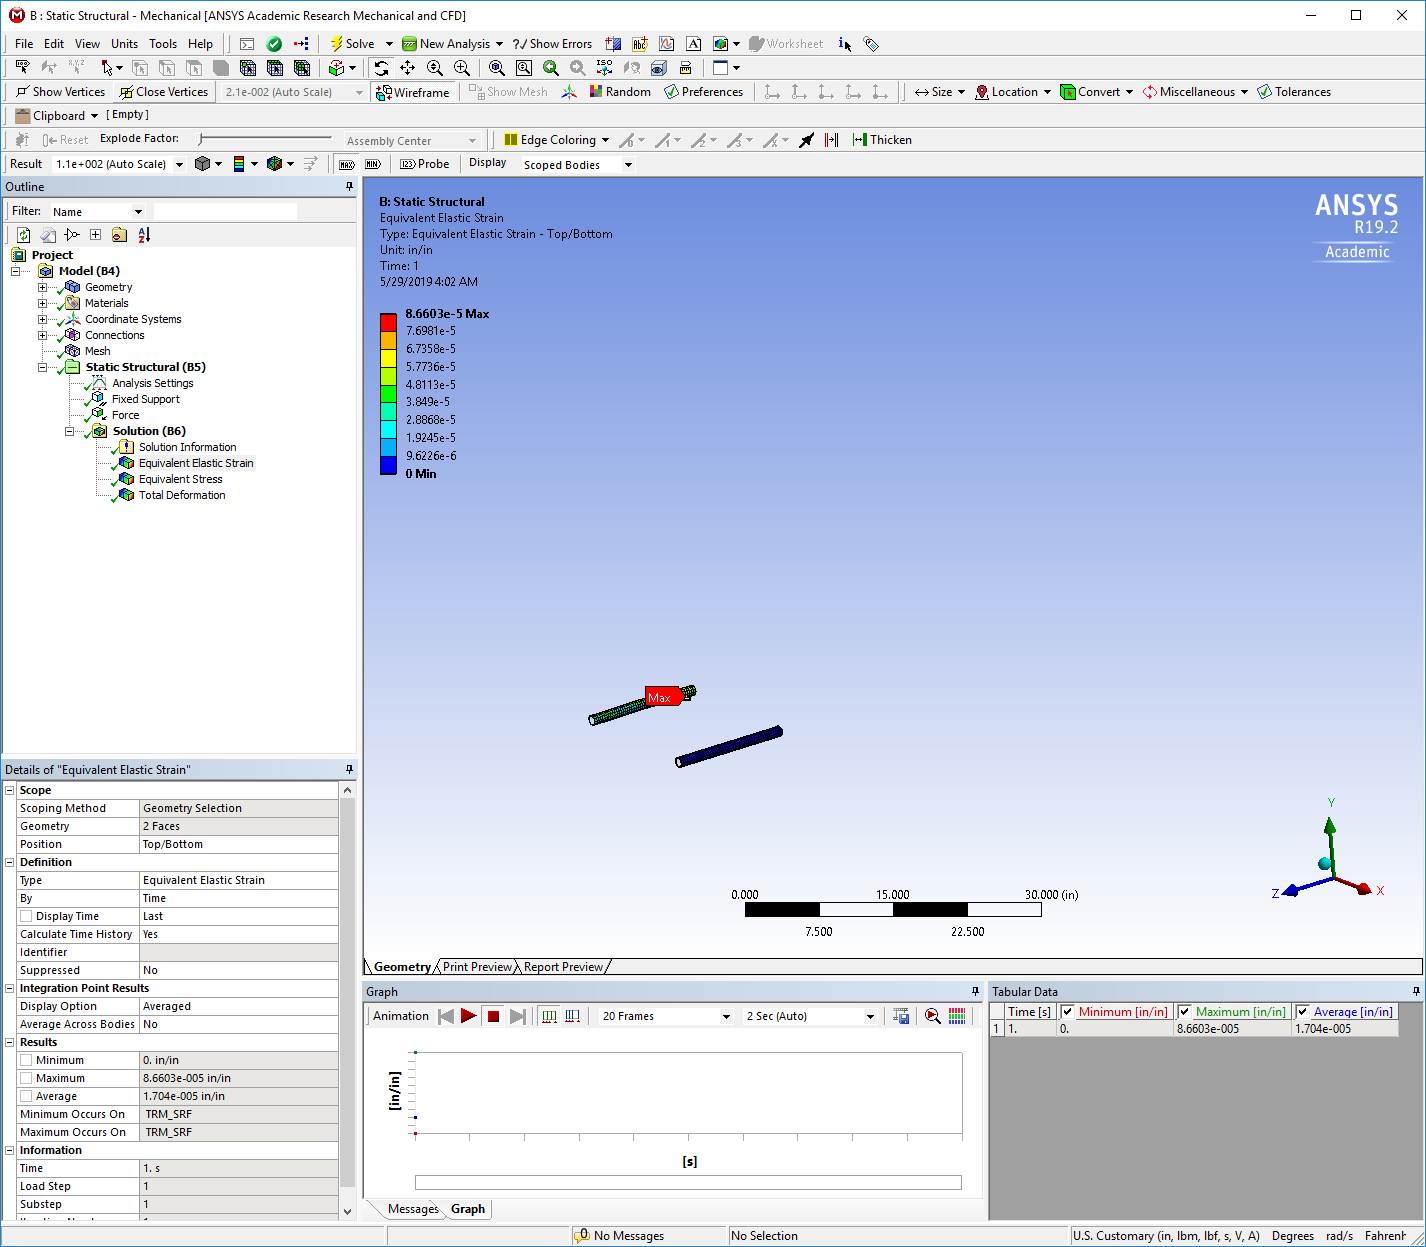 B : Static Structural - Mechanical [ANSYS Academic Research Mechanical and CFD]
File Edit View Units Tools Help Solve New Analysis ?/ Show Errors Worksheet
Show Vertices Close Vertices 2.1e-002 (Auto Scale) Wireframe Show Mesh Random Preferences Size Location Convert Miscellaneous Tolerances
Clipboard [ Empty ]
Reset Explode Factor: Assembly Center Edge Coloring Thicken
Result 1.1e+002 (Auto Scale) MAX MIN Probe Display Scoped Bodies
Outline
Filter: Name
Project
Model (B4)
Geometry
Materials
Coordinate Systems
Connections
Mesh
Static Structural (B5)
Analysis Settings
Fixed Support
Force
Solution (B6)
Solution Information
Equivalent Elastic Strain
Equivalent Stress
Total Deformation
B: Static Structural
Equivalent Elastic Strain
Type: Equivalent Elastic Strain - Top/Bottom
Unit: in/in
Time: 1
5/29/2019 4:02 AM
8.6603e-5 Max
7.6981e-5
6.7358e-5
5.7736e-5
4.8113e-5
3.849e-5
2.8868e-5
1.9245e-5
9.6226e-6
0 Min
ANSYS
R19.2
Academic
Max
0.000 15.000 30.000 (in)
7.500 22.500
Y
Z X
Geometry Print Preview Report Preview
Details of "Equivalent Elastic Strain"
Scope
Scoping Method Geometry Selection
Geometry 2 Faces
Position Top/Bottom
Definition
Type Equivalent Elastic Strain
By Time
Display Time Last
Calculate Time History Yes
Identifier
Suppressed No
Integration Point Results
Display Option Averaged
Average Across Bodies No
Results
Minimum 0. in/in
Maximum 8.6603e-005 in/in
Average 1.704e-005 in/in
Minimum Occurs On TRM_SRF
Maximum Occurs On TRM_SRF
Information
Time 1. s
Load Step 1
Substep 1
Graph
Animation 20 Frames 2 Sec (Auto)
[in/in]
[s]
Messages Graph
Tabular Data
Time [s] Minimum [in/in] Maximum [in/in] Average [in/in]
1 1. 0. 8.6603e-005 1.704e-005
0 No Messages No Selection U.S. Customary (in, lbm, lbf, s, V, A) Degrees rad/s Fahrenh